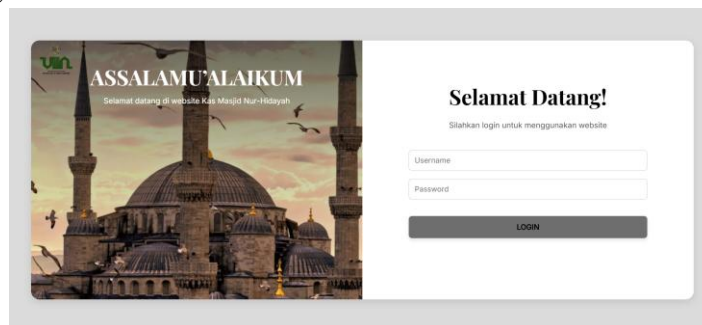 ASSALAMU'ALAIKUM
Selamat datang di website Kas Masjid Nur-Hidayah
Selamat Datang!
Silahkan login untuk menggunakan website
Username
Password
LOGIN